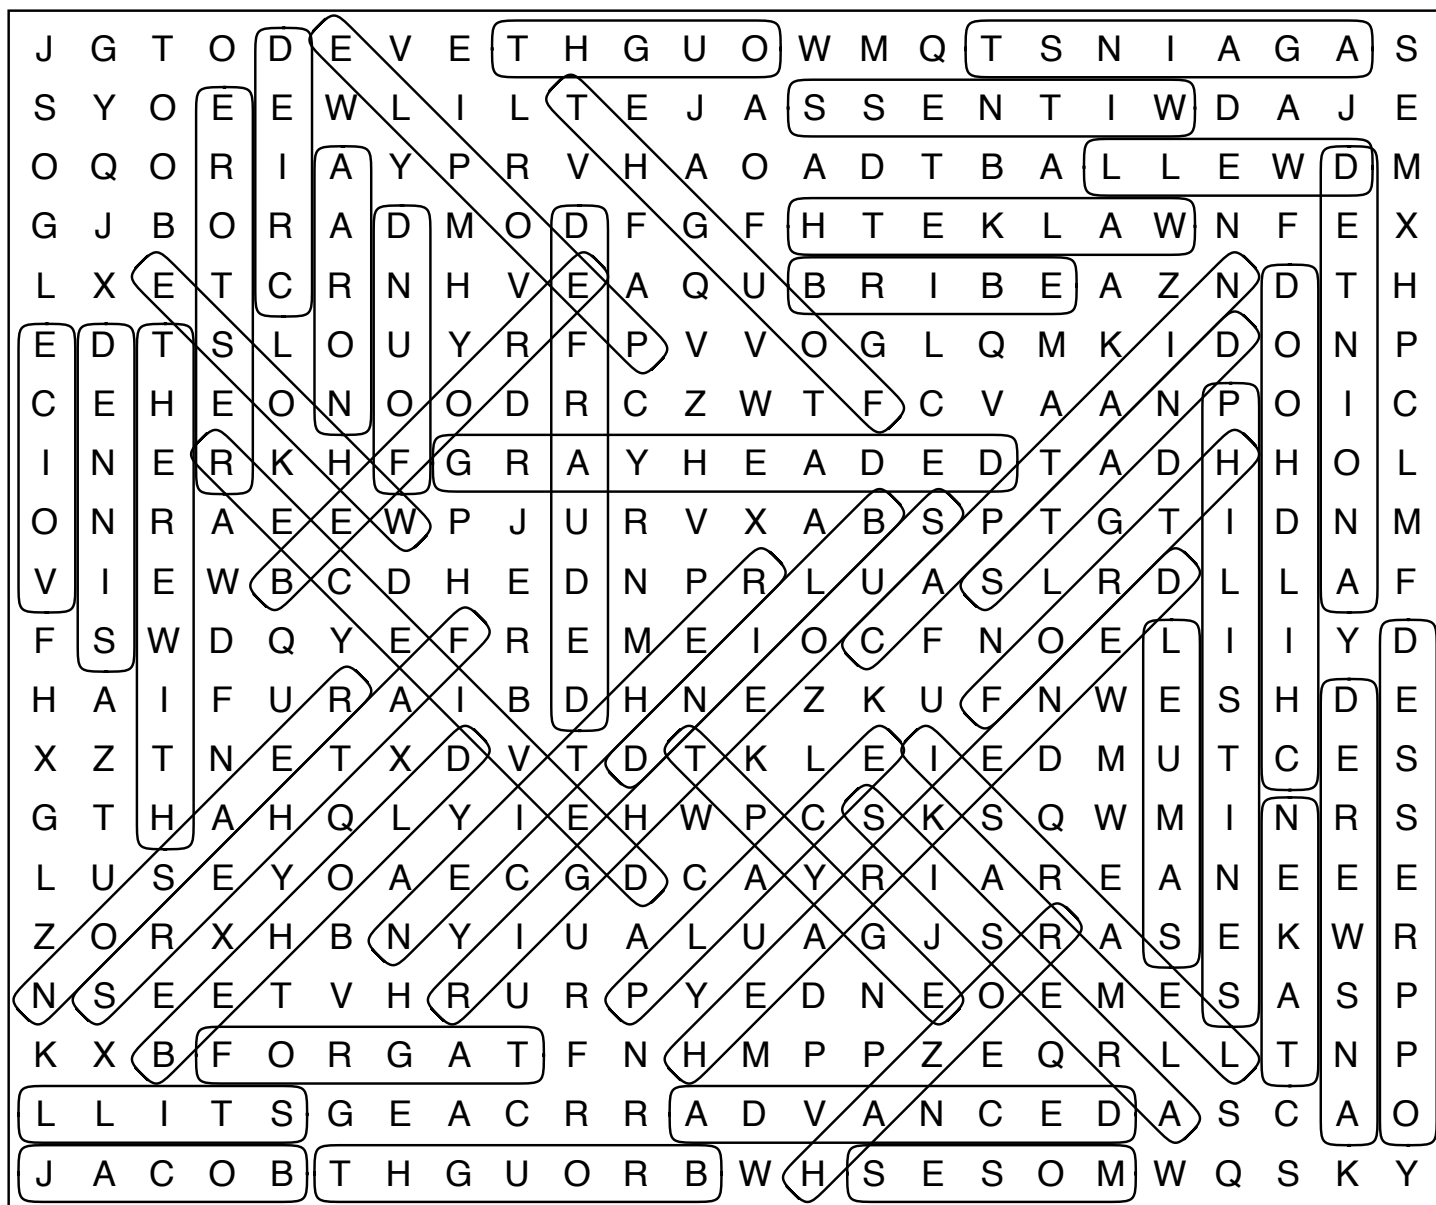 J G T O D E V E T H G U O W M Q T S N I A G A S
S Y O E E W L I L T E J A S S E N T I W D A J E
O Q O R I A Y P R V H A O A D T B A L L E W D M
G J B O R A D M O D F G F H T E K L A W N F E X
L X E T C R N H V E A Q U B R I B E A Z N D T H
E D T S L O U Y R F P V V O G L Q M K I D O N P
C E H E O N O O D R C Z W T F C V A A N P O I C
I N E R K H F G R A Y H E A D E D T A D H H O L
O N R A E E W P J U R V X A B S P T G T I D N M
V I E W B C D H E D N P R L U A S L R D L L A F
F S W D Q Y E F R E M E I O C F N O E L I I Y D
H A I F U R A I B D H N E Z K U F N W E S H D E
X Z T N E T X D V T D T K L E I E D M U T C E S
G T H A H Q L Y I E H W P C S K S Q W M I N R S
L U S E Y O A E C G D C A Y R I A R E A N E E E
Z O R X H B N Y I U A L U A G J S R A S E K W R
N S E E T V H R U R P Y E D N E O E M E S A S P
K X B F O R G A T F N H M P P Z E Q R L L T N P
L L I T S G E A C R R A D V A N C E D A S C A O
J A C O B T H G U O R B W H S E S O M W Q S K Y